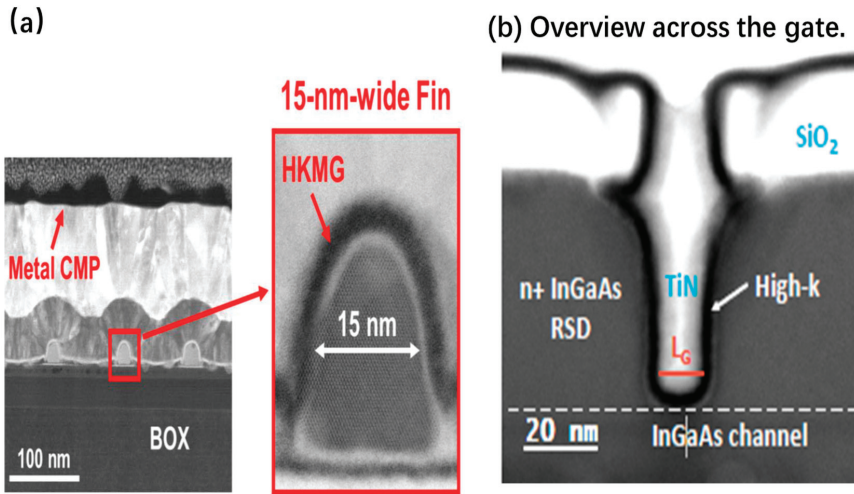 (a)
(b) Overview across the gate.
15-nm-wide Fin
HKMG
15 nm
Metal CMP
BOX
100 nm
SiO₂
n+ InGaAs
RSD
TiN
High-k
L_G
20 nm
InGaAs channel